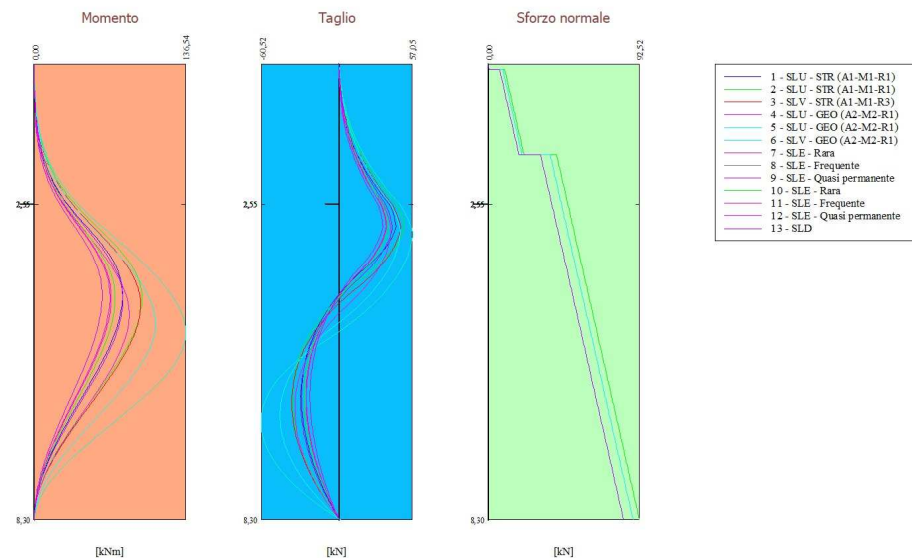 Momento
Taglio
Sforzo normale
0,00
136,54
-60,52
57,05
0,00
92,52
2,55
2,55
2,55
8,30
8,30
8,30
[kNm]
[kN]
[kN]
1 - SLU - STR (A1-M1-R1)
2 - SLU - STR (A1-M1-R1)
3 - SLV - STR (A1-M1-R3)
4 - SLU - GEO (A2-M2-R1)
5 - SLU - GEO (A2-M2-R1)
6 - SLV - GEO (A2-M2-R1)
7 - SLE - Rara
8 - SLE - Frequente
9 - SLE - Quasi permanente
10 - SLE - Rara
11 - SLE - Frequente
12 - SLE - Quasi permanente
13 - SLD